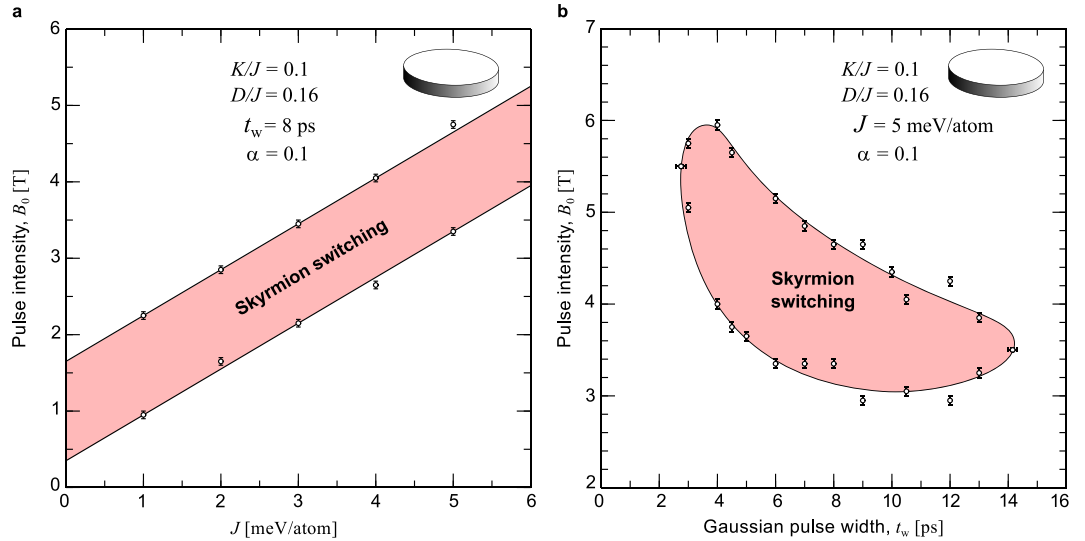 a
Pulse intensity, B₀ [T]
6
5
4
3
2
1
0
K/J = 0.1
D/J = 0.16
t_w = 8 ps
α = 0.1
Skyrmion switching
0 1 2 3 4 5 6
J [meV/atom]
b
Pulse intensity, B₀ [T]
7
6
5
4
3
2
K/J = 0.1
D/J = 0.16
J = 5 meV/atom
α = 0.1
Skyrmion
switching
0 2 4 6 8 10 12 14 16
Gaussian pulse width, t_w [ps]